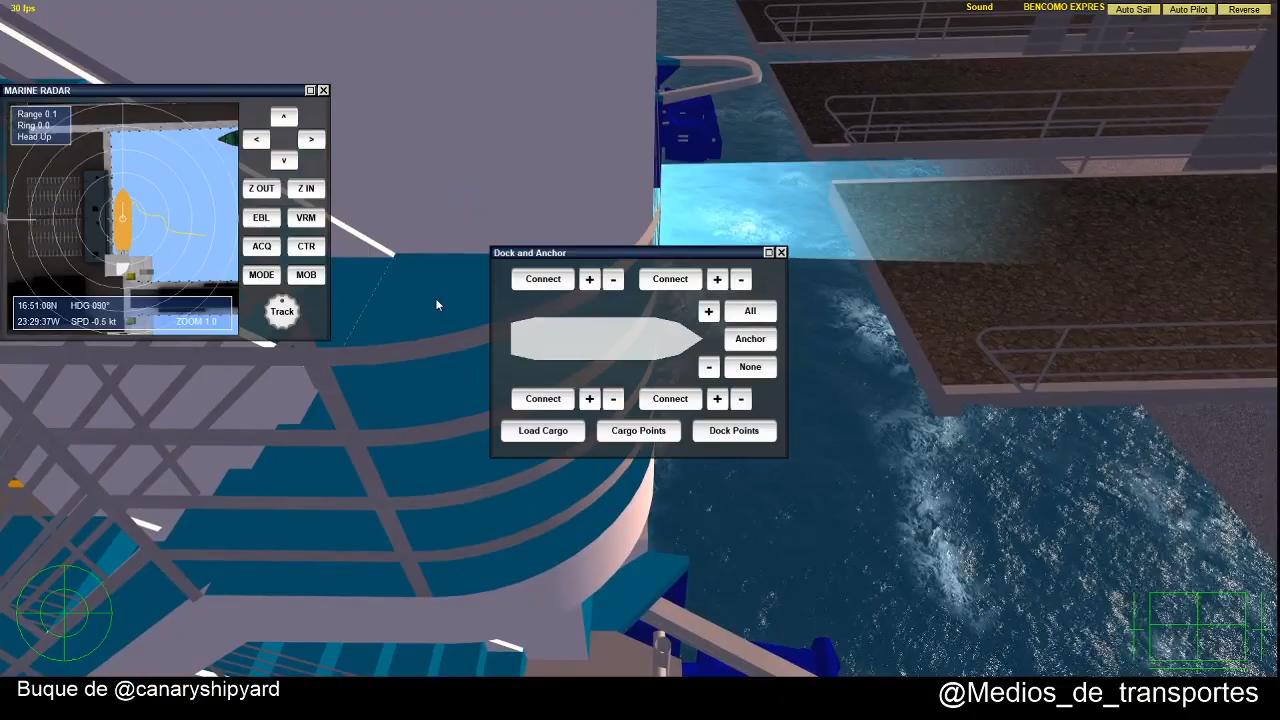 30 fps
Sound BENCOMO EXPRES Auto Sail Auto Pilot Reverse
MARINE RADAR
Range 0.1
Ring 0.0
Head Up
^
< >
v
Z OUT Z IN
EBL VRM
ACQ CTR
MODE MOB
Track
16:51:08N HDG 090°
23:29:37W SPD -0.5 kt ZOOM 1.0
Dock and Anchor
Connect + - Connect + -
+ All
Anchor
- None
Connect + - Connect + -
Load Cargo Cargo Points Dock Points
Buque de @canaryshipyard
@Medios_de_transportes